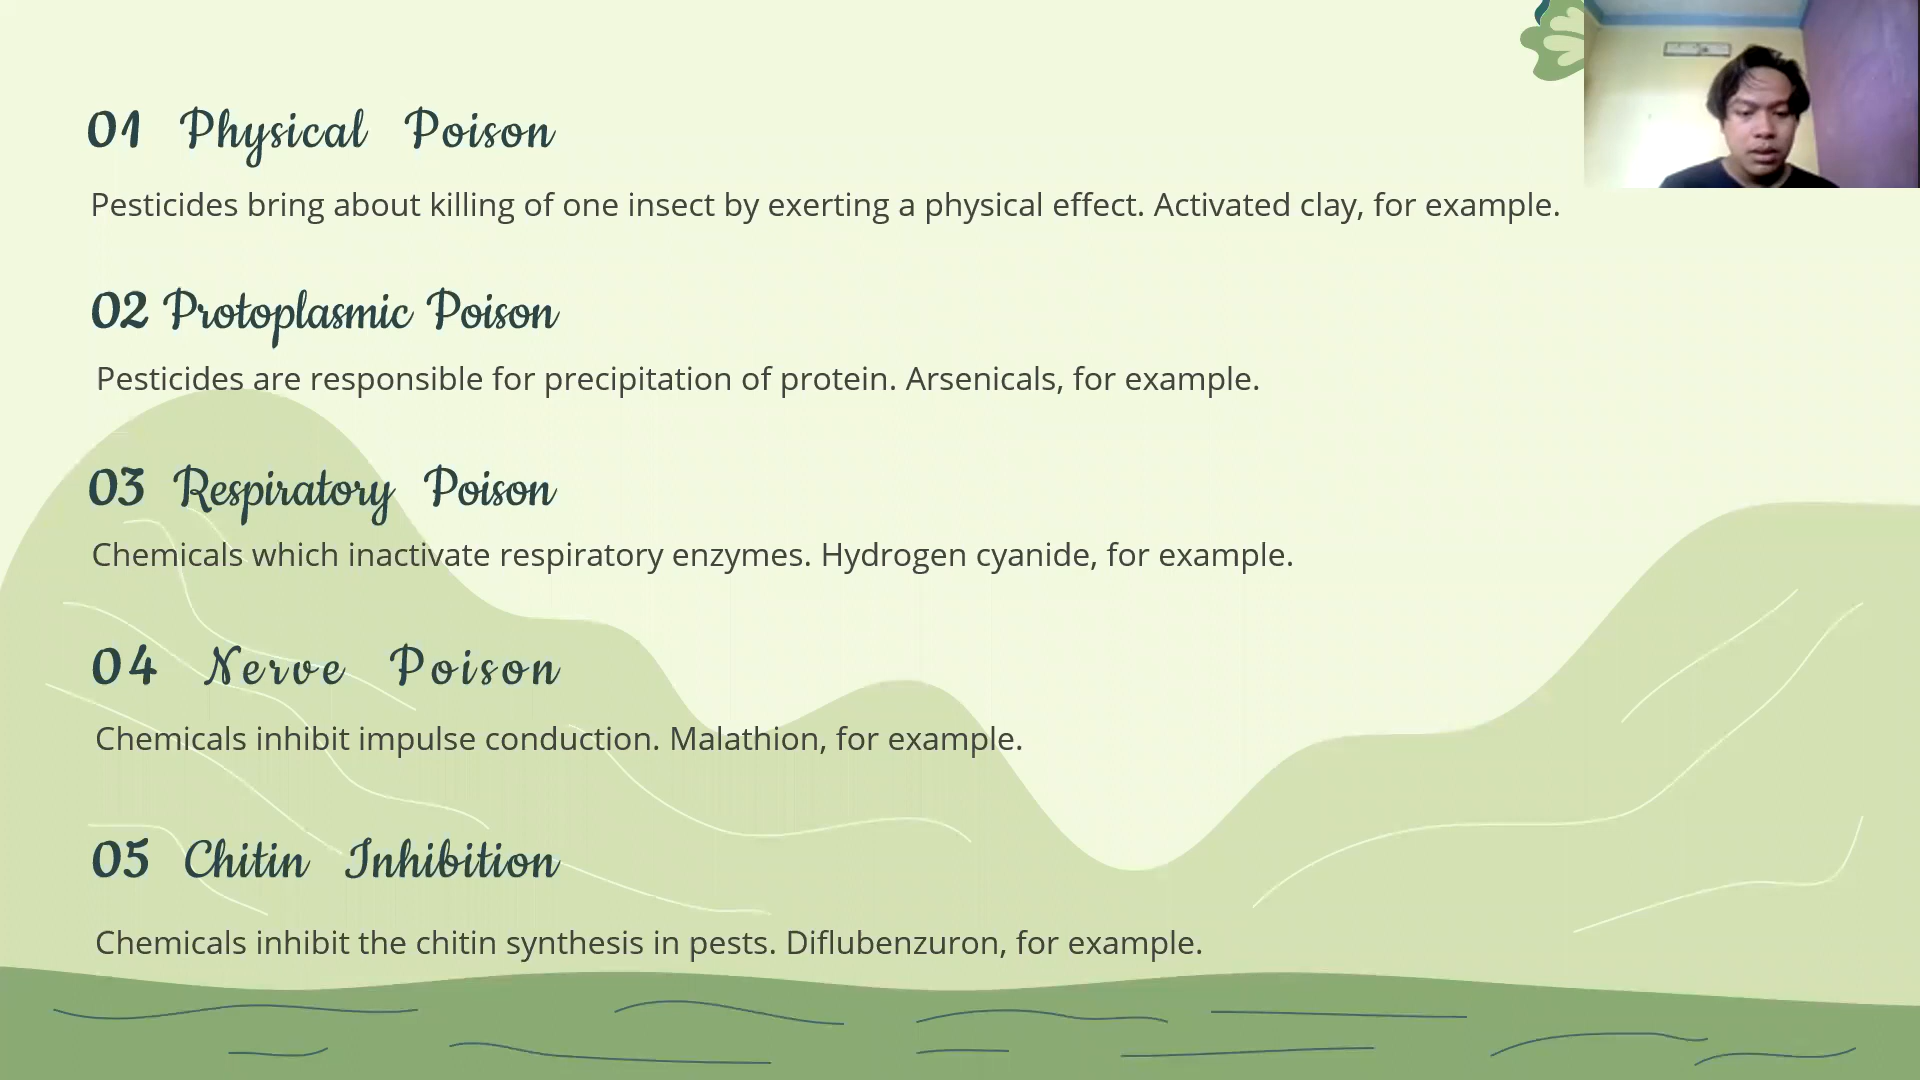 01 Physical Poison
Pesticides bring about killing of one insect by exerting a physical effect. Activated clay, for example.
02 Protoplasmic Poison
Pesticides are responsible for precipitation of protein. Arsenicals, for example.
03 Respiratory Poison
Chemicals which inactivate respiratory enzymes. Hydrogen cyanide, for example.
04 Nerve Poison
Chemicals inhibit impulse conduction. Malathion, for example.
05 Chitin Inhibition
Chemicals inhibit the chitin synthesis in pests. Diflubenzuron, for example.